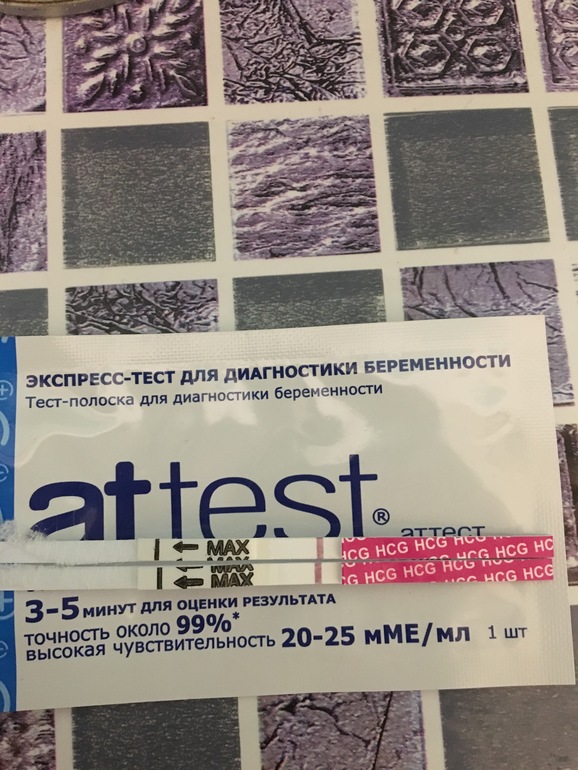 ЭКСПРЕСС-ТЕСТ ДЛЯ ДИАГНОСТИКИ БЕРЕМЕННОСТИ
Тест-полоска для диагностики беременности
attest®
аттест
MAX HCG HCG HCG HCG
MAX
MAX HCG HCG HCG HCG HCG
3-5 МИНУТ ДЛЯ ОЦЕНКИ РЕЗУЛЬТАТА
точность около 99%*
высокая чувствительность 20-25 мМЕ/мл 1 шт